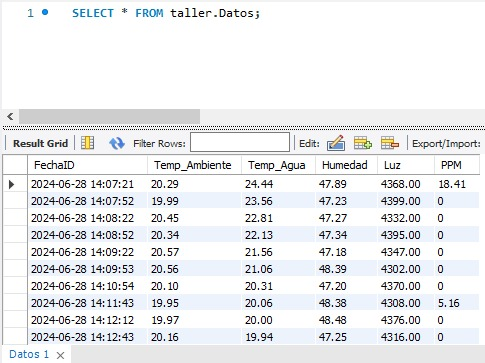 1 SELECT * FROM taller.Datos;
Result Grid Filter Rows: Edit: Export/Import:
FechaID Temp_Ambiente Temp_Agua Humedad Luz PPM
2024-06-28 14:07:21 20.29 24.44 47.89 4368.00 18.41
2024-06-28 14:07:52 19.99 23.56 47.23 4399.00 0
2024-06-28 14:08:22 20.45 22.81 47.27 4332.00 0
2024-06-28 14:08:52 20.34 22.13 47.34 4395.00 0
2024-06-28 14:09:22 20.57 21.56 47.18 4347.00 0
2024-06-28 14:09:53 20.56 21.06 48.39 4302.00 0
2024-06-28 14:10:54 20.10 20.31 47.20 4370.00 0
2024-06-28 14:11:43 19.95 20.06 48.38 4308.00 5.16
2024-06-28 14:12:12 19.97 20.00 48.48 4376.00 0
2024-06-28 14:12:43 20.16 19.94 47.25 4316.00 0
Datos 1